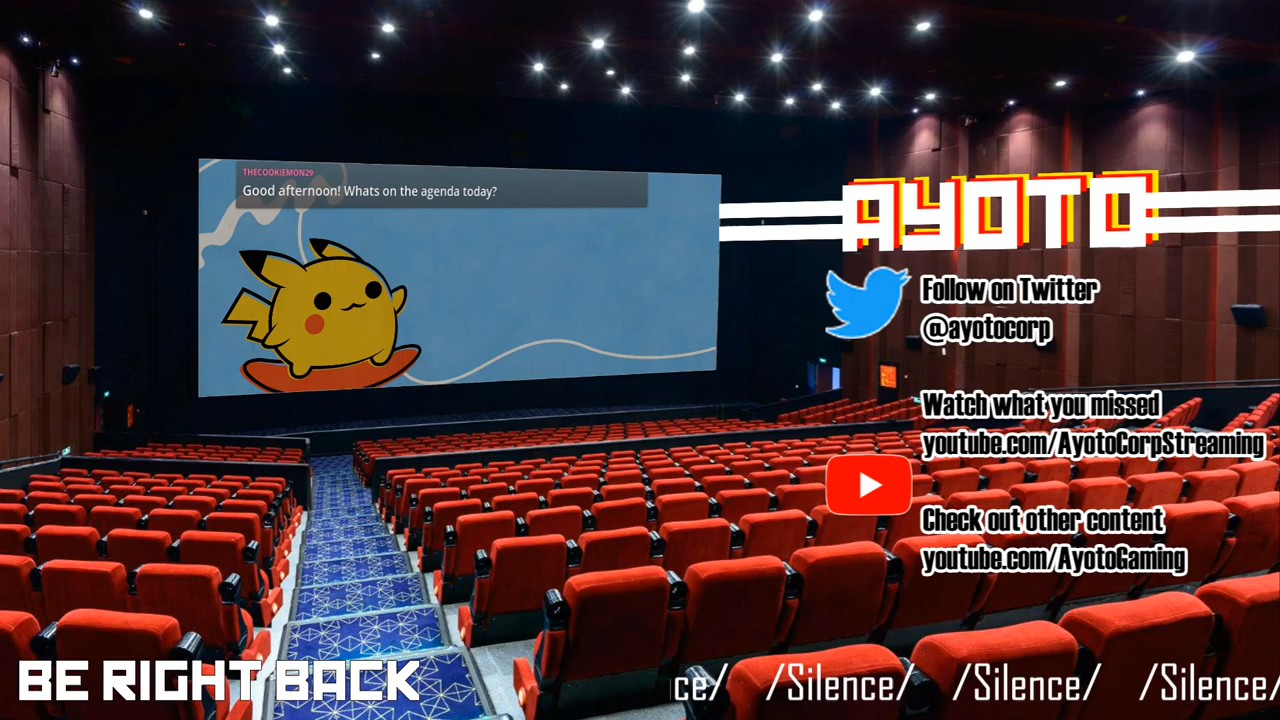 THECOOKIEMON29
Good afternoon! Whats on the agenda today?
AYOTO
Follow on Twitter
@ayotocorp
Watch what you missed
youtube.com/AyotoCorpStreaming
Check out other content
youtube.com/AyotoGaming
BE RIGHT BACK
ce/ /Silence/ /Silence/ /Silence/